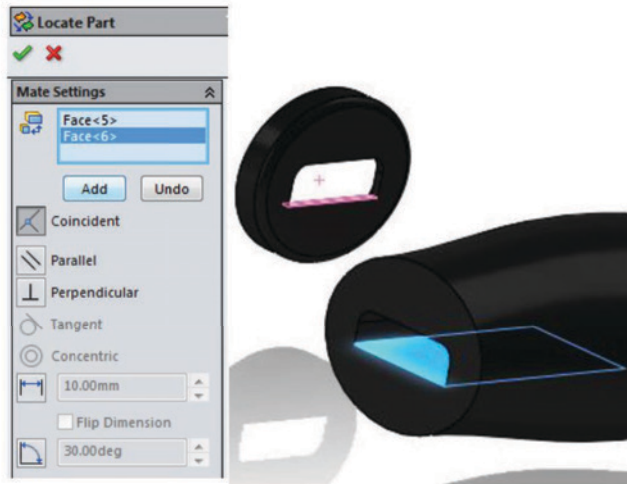 Locate Part
Mate Settings
Face<5>
Face<6>
Add Undo
Coincident
Parallel
Perpendicular
Tangent
Concentric
10.00mm
Flip Dimension
30.00deg